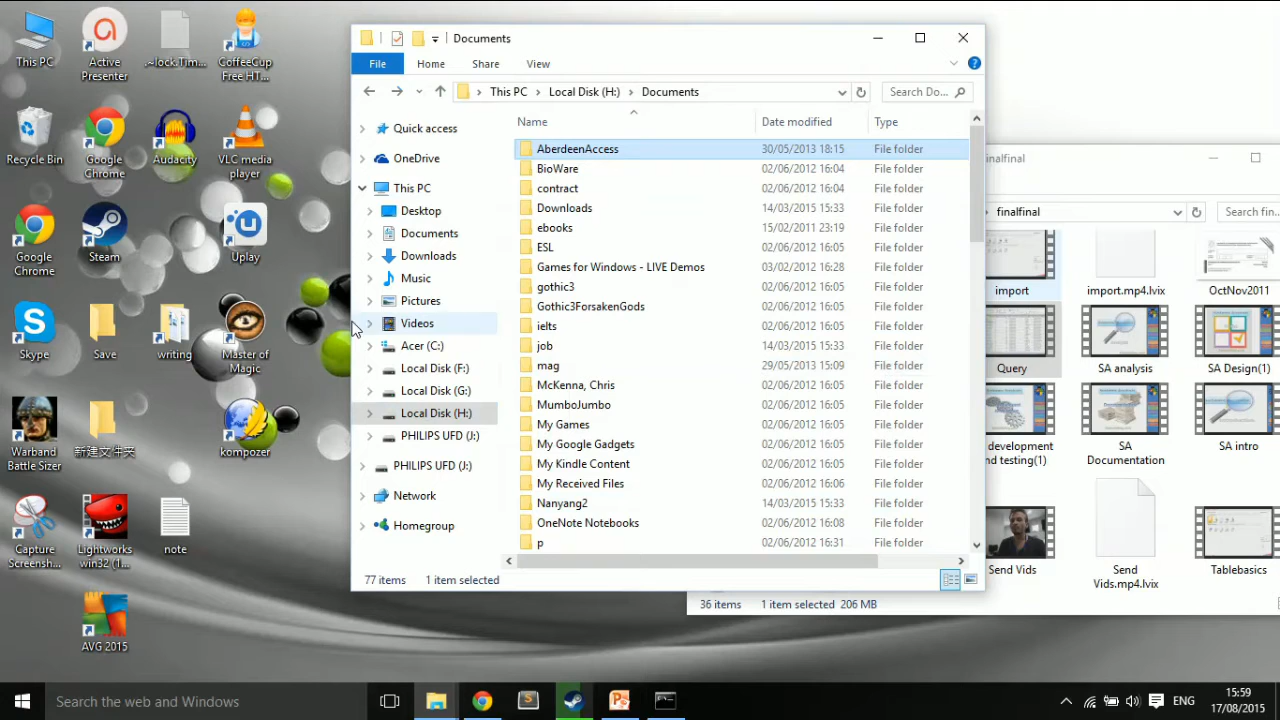 This PC
Active Presenter
.~lock.Tim...
CoffeeCup Free HT...
Recycle Bin
Google Chrome
Audacity
VLC media player
Google Chrome
Steam
Uplay
Skype
Save
writing
Master of Magic
Warband Battle Sizer
新建文件夹
kompozer
Capture Screensh...
Lightworks win32 (1...
note
AVG 2015
Documents
File Home Share View
This PC > Local Disk (H:) > Documents
Search Do...
Quick access
OneDrive
This PC
Desktop
Documents
Downloads
Music
Pictures
Videos
Acer (C:)
Local Disk (F:)
Local Disk (G:)
Local Disk (H:)
PHILIPS UFD (J:)
PHILIPS UFD (J:)
Network
Homegroup
Name Date modified Type
AberdeenAccess 30/05/2013 18:15 File folder
BioWare 02/06/2012 16:04 File folder
contract 02/06/2012 16:04 File folder
Downloads 14/03/2015 15:33 File folder
ebooks 15/02/2011 23:19 File folder
ESL 02/06/2012 16:05 File folder
Games for Windows - LIVE Demos 03/02/2012 16:28 File folder
gothic3 02/06/2012 16:05 File folder
Gothic3ForsakenGods 02/06/2012 16:05 File folder
ielts 02/06/2012 16:05 File folder
job 14/03/2015 15:33 File folder
mag 29/05/2013 15:09 File folder
McKenna, Chris 02/06/2012 16:05 File folder
MumboJumbo 02/06/2012 16:05 File folder
My Games 02/06/2012 16:05 File folder
My Google Gadgets 02/06/2012 16:05 File folder
My Kindle Content 02/06/2012 16:05 File folder
My Received Files 02/06/2012 16:06 File folder
Nanyang2 14/03/2015 15:33 File folder
OneNote Notebooks 02/06/2012 16:08 File folder
p 02/06/2012 16:31 File folder
77 items 1 item selected
finalfinal
finalfinal
Search fin...
import
import.mp4.lvix
OctNov2011
Query
SA analysis
SA Design(1)
development
nd testing(1)
SA
Documentation
SA intro
Send Vids
Send
Vids.mp4.lvix
Tablebasics
36 items 1 item selected 206 MB
Search the web and Windows
ENG
15:59
17/08/2015